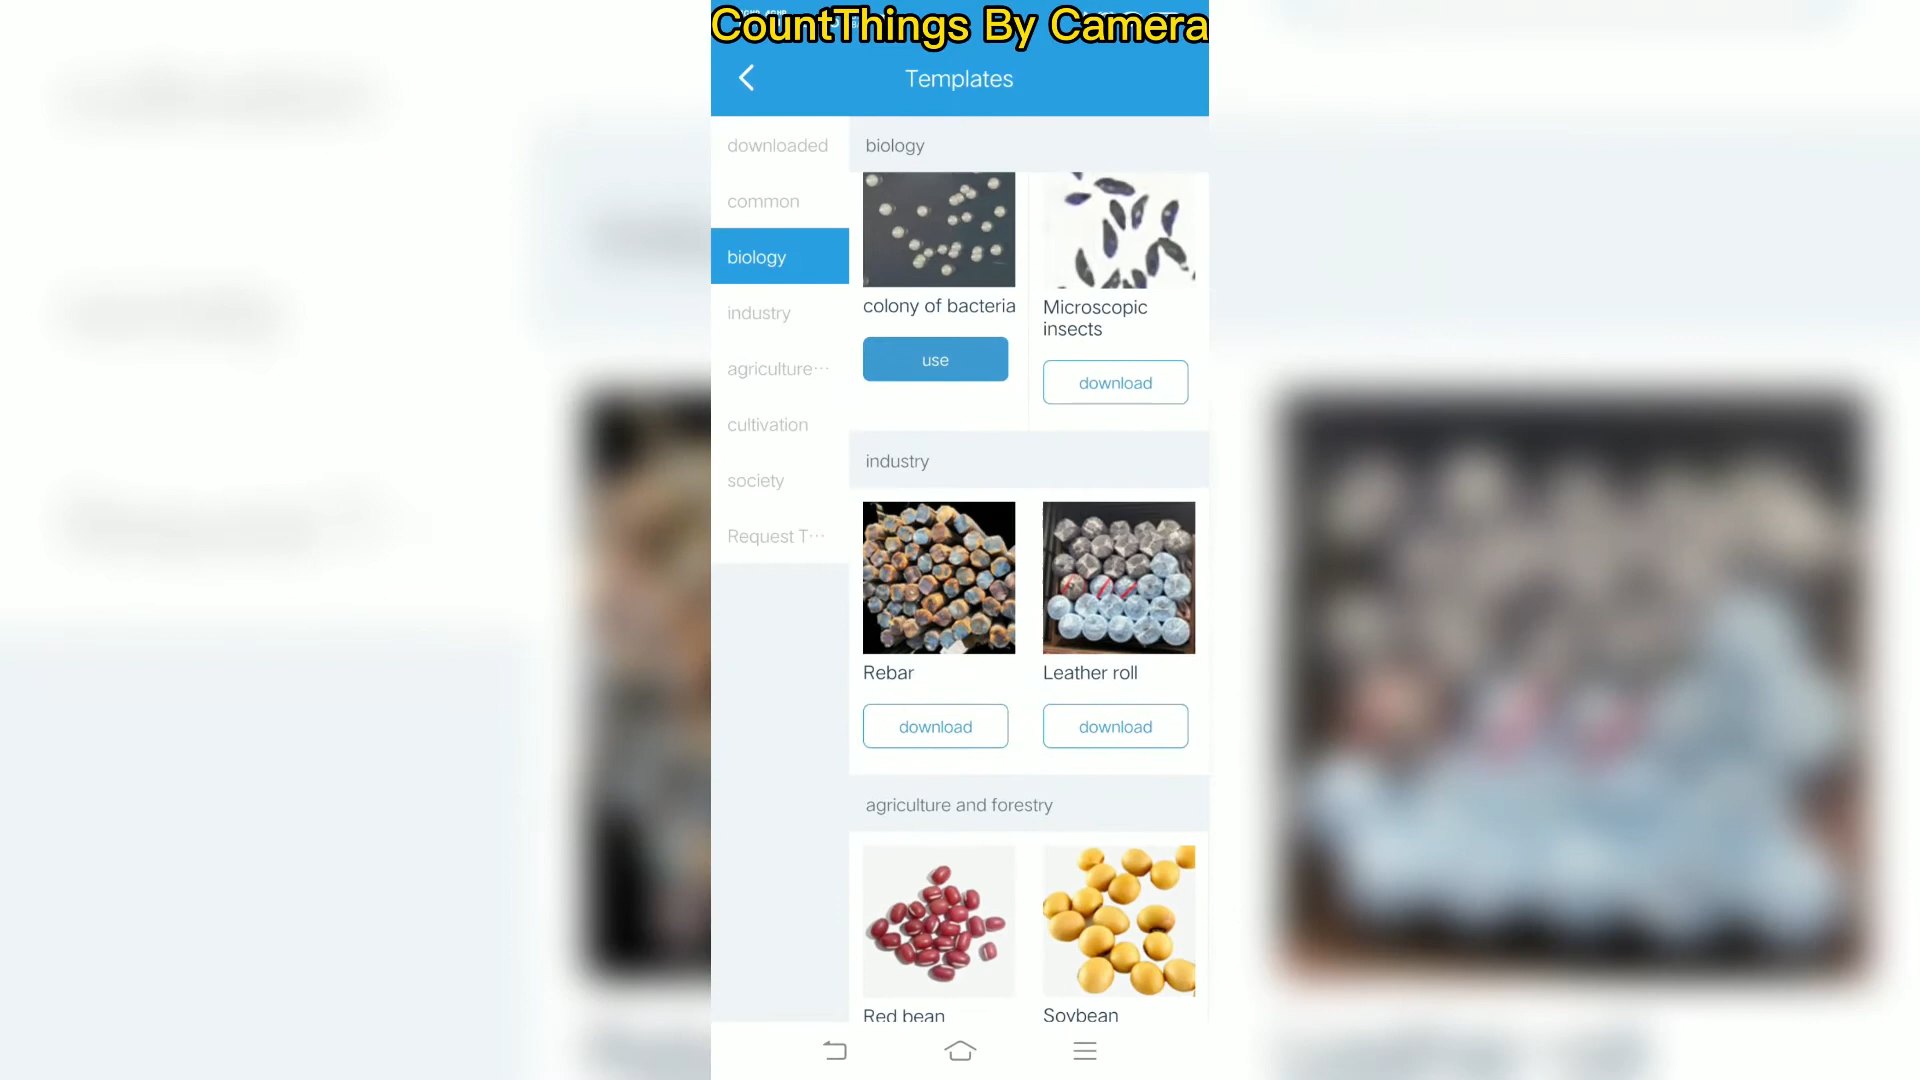 CountThings By Camera
Templates
downloaded
common
biology
industry
agriculture···
cultivation
society
Request T···
biology
colony of bacteria
use
Microscopic
insects
download
industry
Rebar
download
Leather roll
download
agriculture and forestry
Red bean
Soybean